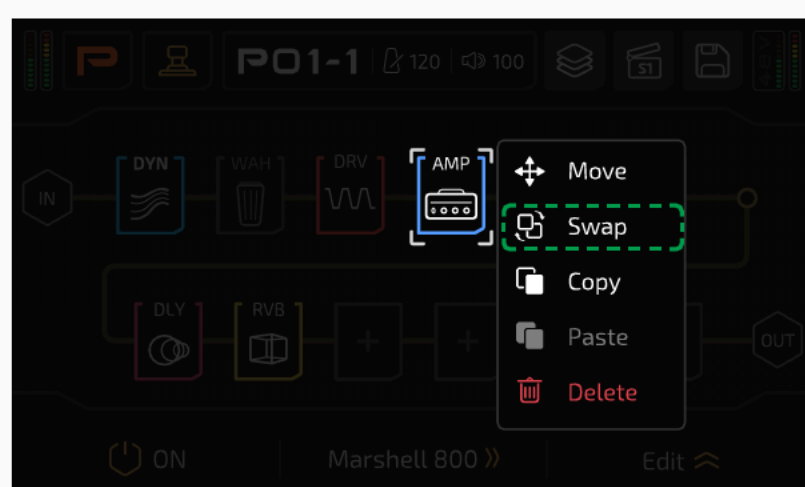 P01-1 120 100 S1
DYN WAH DRV AMP Move
IN
Swap
Copy
DLY RVB
Paste
OUT
Delete
ON Marshell 800 Edit